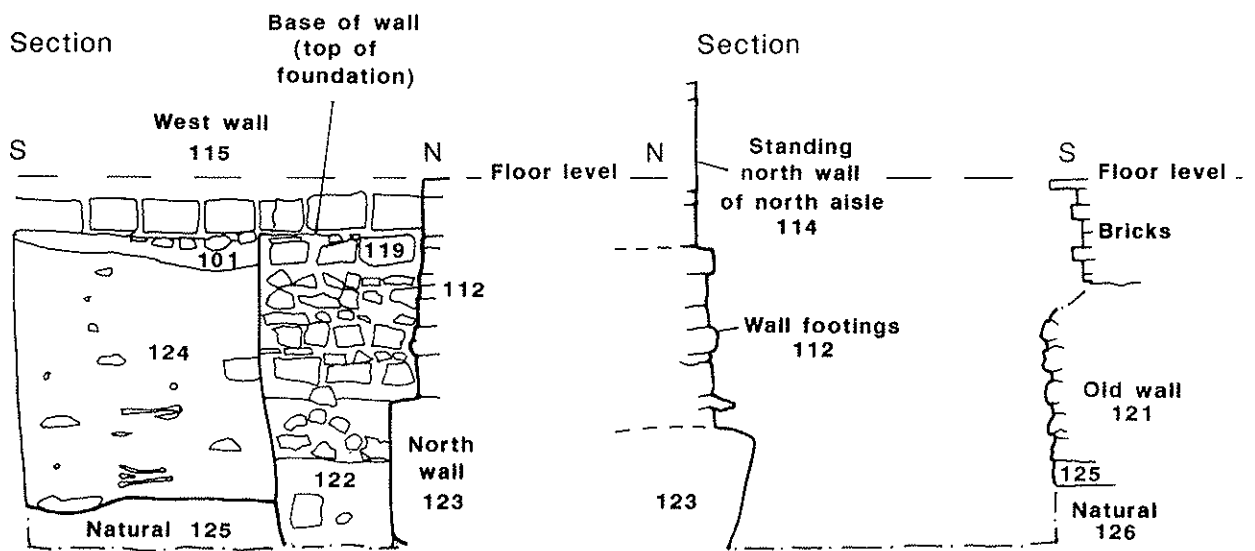 Section
Base of wall
(top of
foundation)
West wall
115
S
N
Floor level
101
119
112
124
122
North
wall
123
Natural 125
Section
N
S
Standing
north wall
of north aisle
114
Floor level
Bricks
Wall footings
112
Old wall
121
125
123
Natural
126